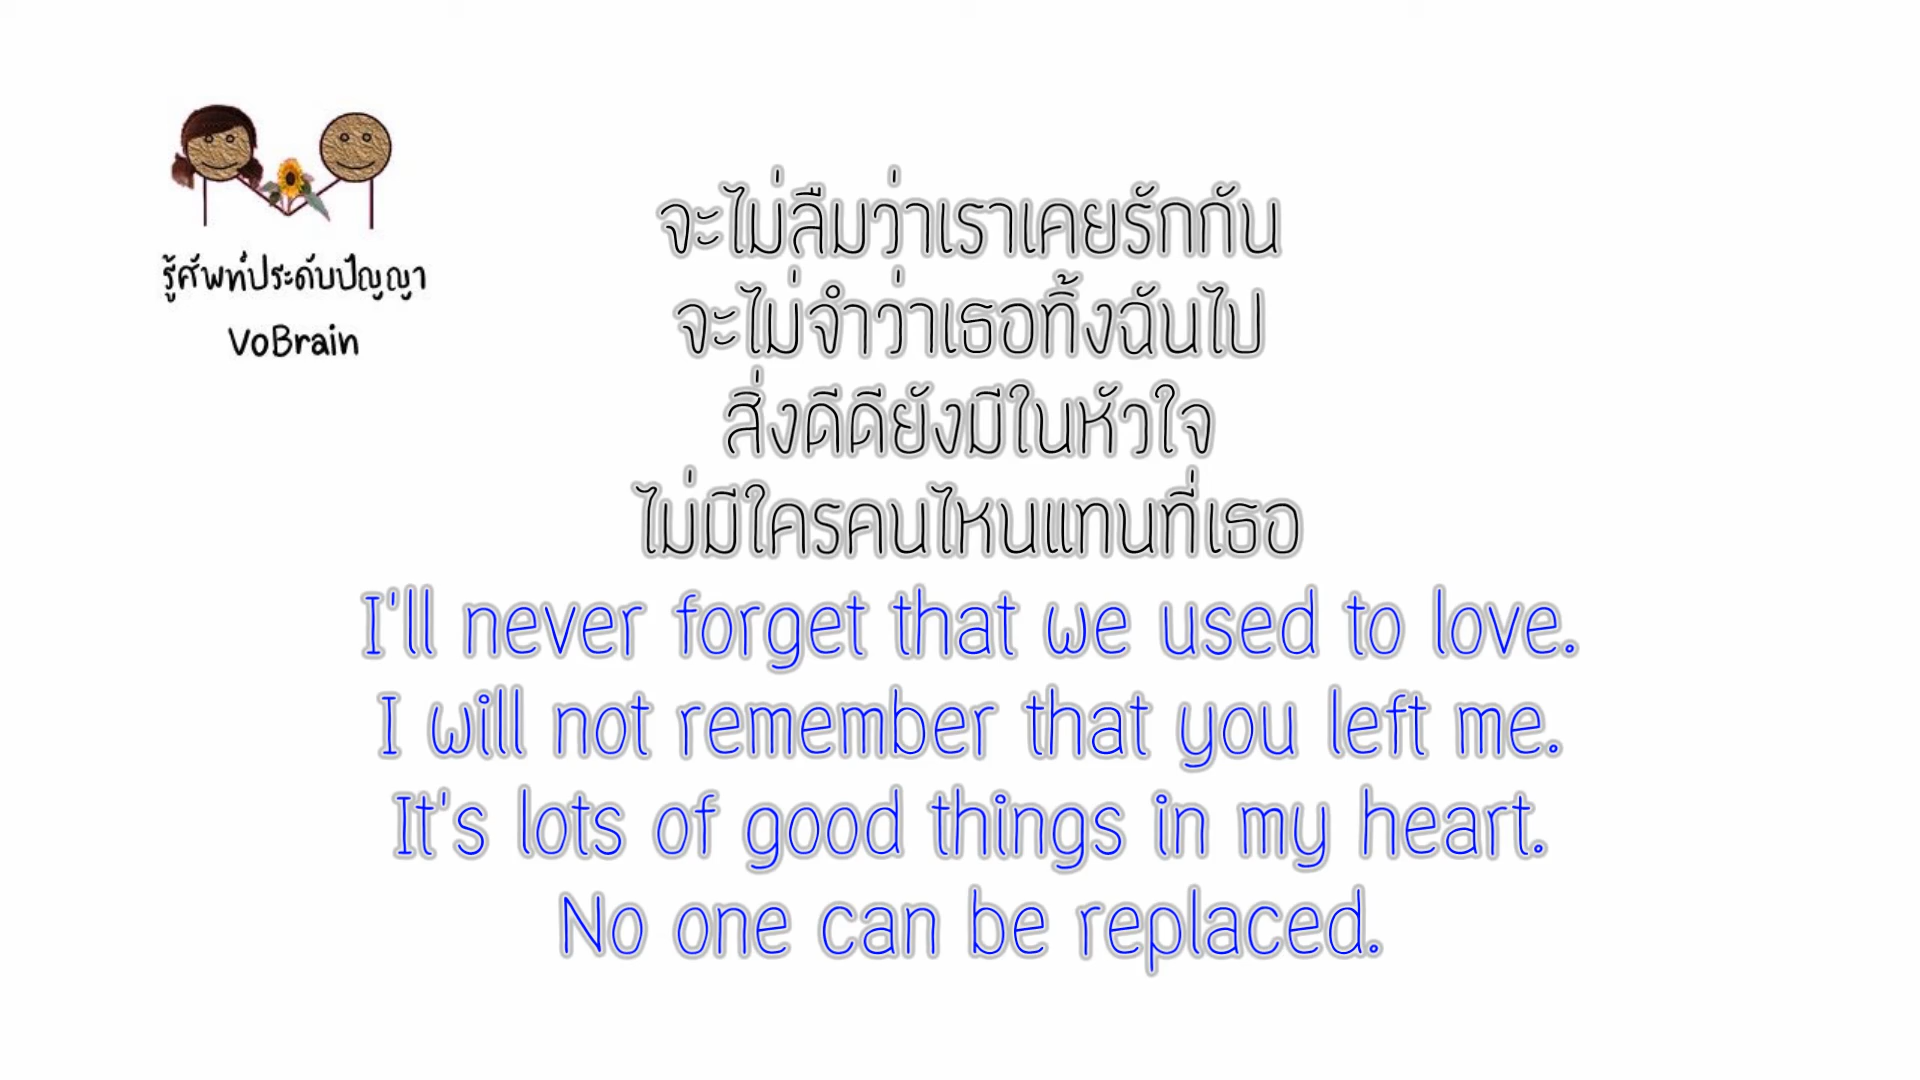 รู้ศัพท์ประดับปัญญา
VoBrain
จะไม่ลืมว่าเราเคยรักกัน
จะไม่จำว่าเธอทิ้งฉันไป
สิ่งดีดียังมีในหัวใจ
ไม่มีใครคนไหนแทนที่เธอ
I'll never forget that we used to love.
I will not remember that you left me.
It's lots of good things in my heart.
No one can be replaced.